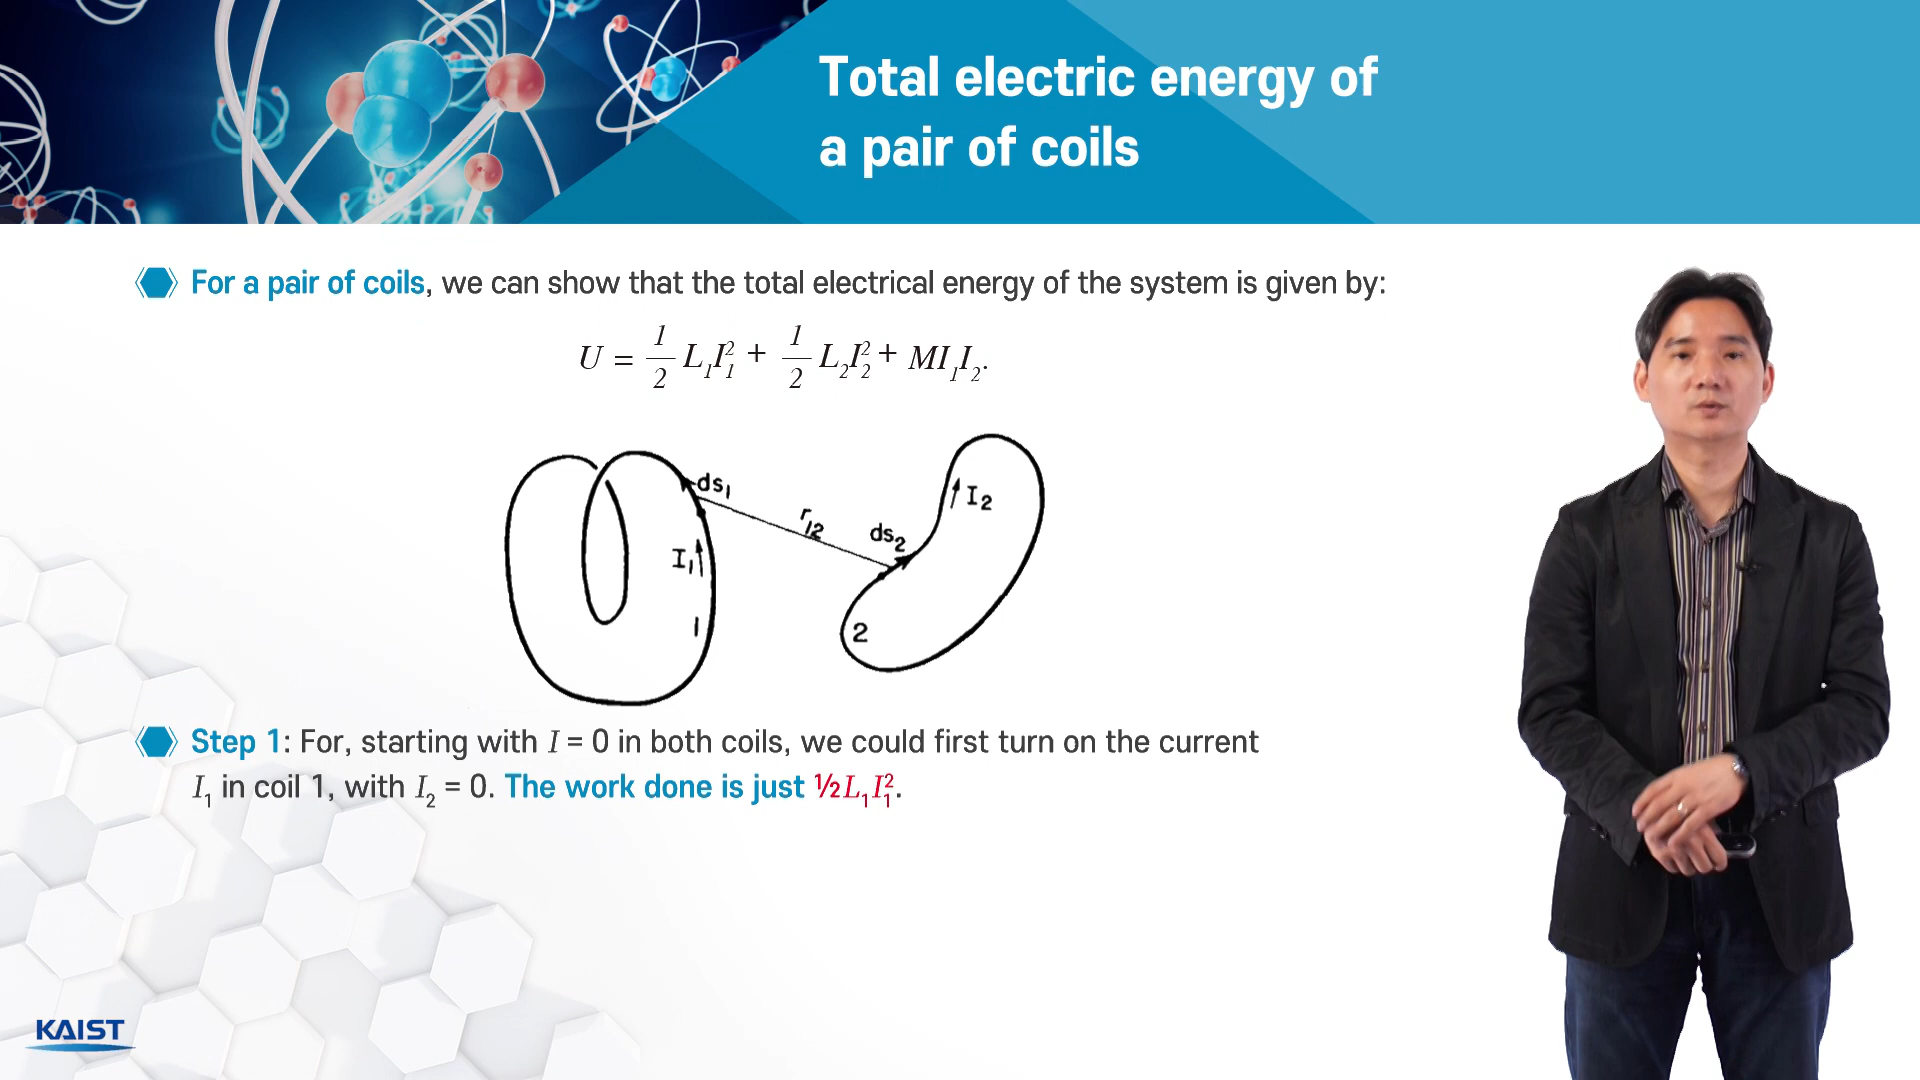 Total electric energy of
a pair of coils
For a pair of coils, we can show that the total electrical energy of the system is given by:
U = 1/2 L₁I₁² + 1/2 L₂I₂² + MI₁I₂.
ds₁
r₁₂
ds₂
I₂
I₁
1
2
Step 1: For, starting with I = 0 in both coils, we could first turn on the current
I₁ in coil 1, with I₂ = 0. The work done is just ½L₁I₁².
KAIST